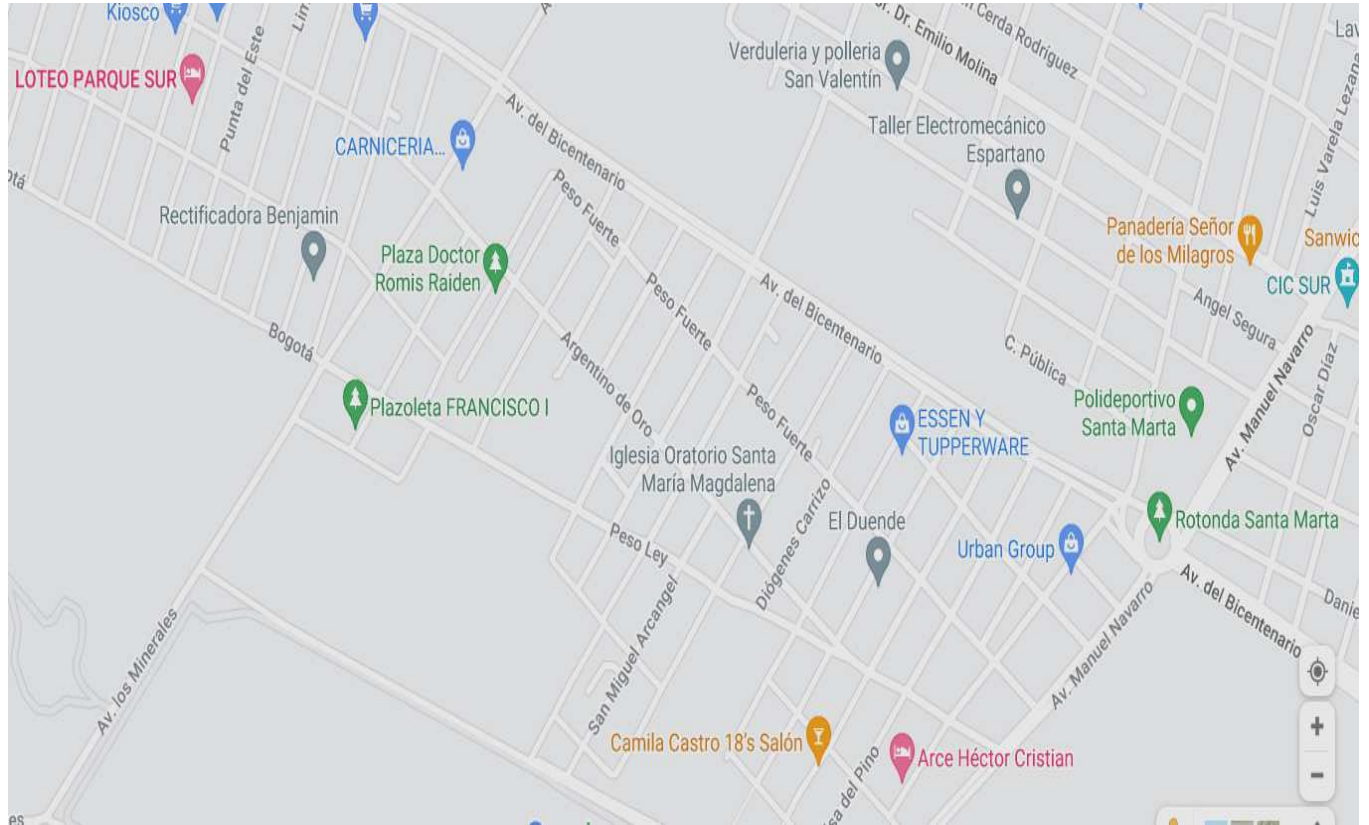 Kiosco
LOTEO PARQUE SUR
Punta del Este
CARNICERIA...
Rectificadora Benjamin
Plaza Doctor
Romis Raiden
Bogotá
Plazoleta FRANCISCO I
Av. del Bicentenario
Peso Fuerte
Peso Fuerte
Peso Fuerte
Argentino de Oro
Verduleria y polleria
San Valentín
Dr. Emilio Molina
Cerda Rodríguez
Taller Electromecánico
Espartano
Luis Varela Lezana
Panadería Señor
de los Milagros
CIC SUR
Angel Segura
Av. del Bicentenario
C. Pública
Polideportivo
Santa Marta
Av. Manuel Navarro
Oscar Díaz
ESSEN Y
TUPPERWARE
Iglesia Oratorio Santa
María Magdalena
El Duende
Diógenes Carrizo
Urban Group
Rotonda Santa Marta
Av. del Bicentenario
Peso Ley
San Miguel Arcangel
Av. los Minerales
Av. Manuel Navarro
Camila Castro 18's Salón
Arce Héctor Cristian
del Pino
+
−